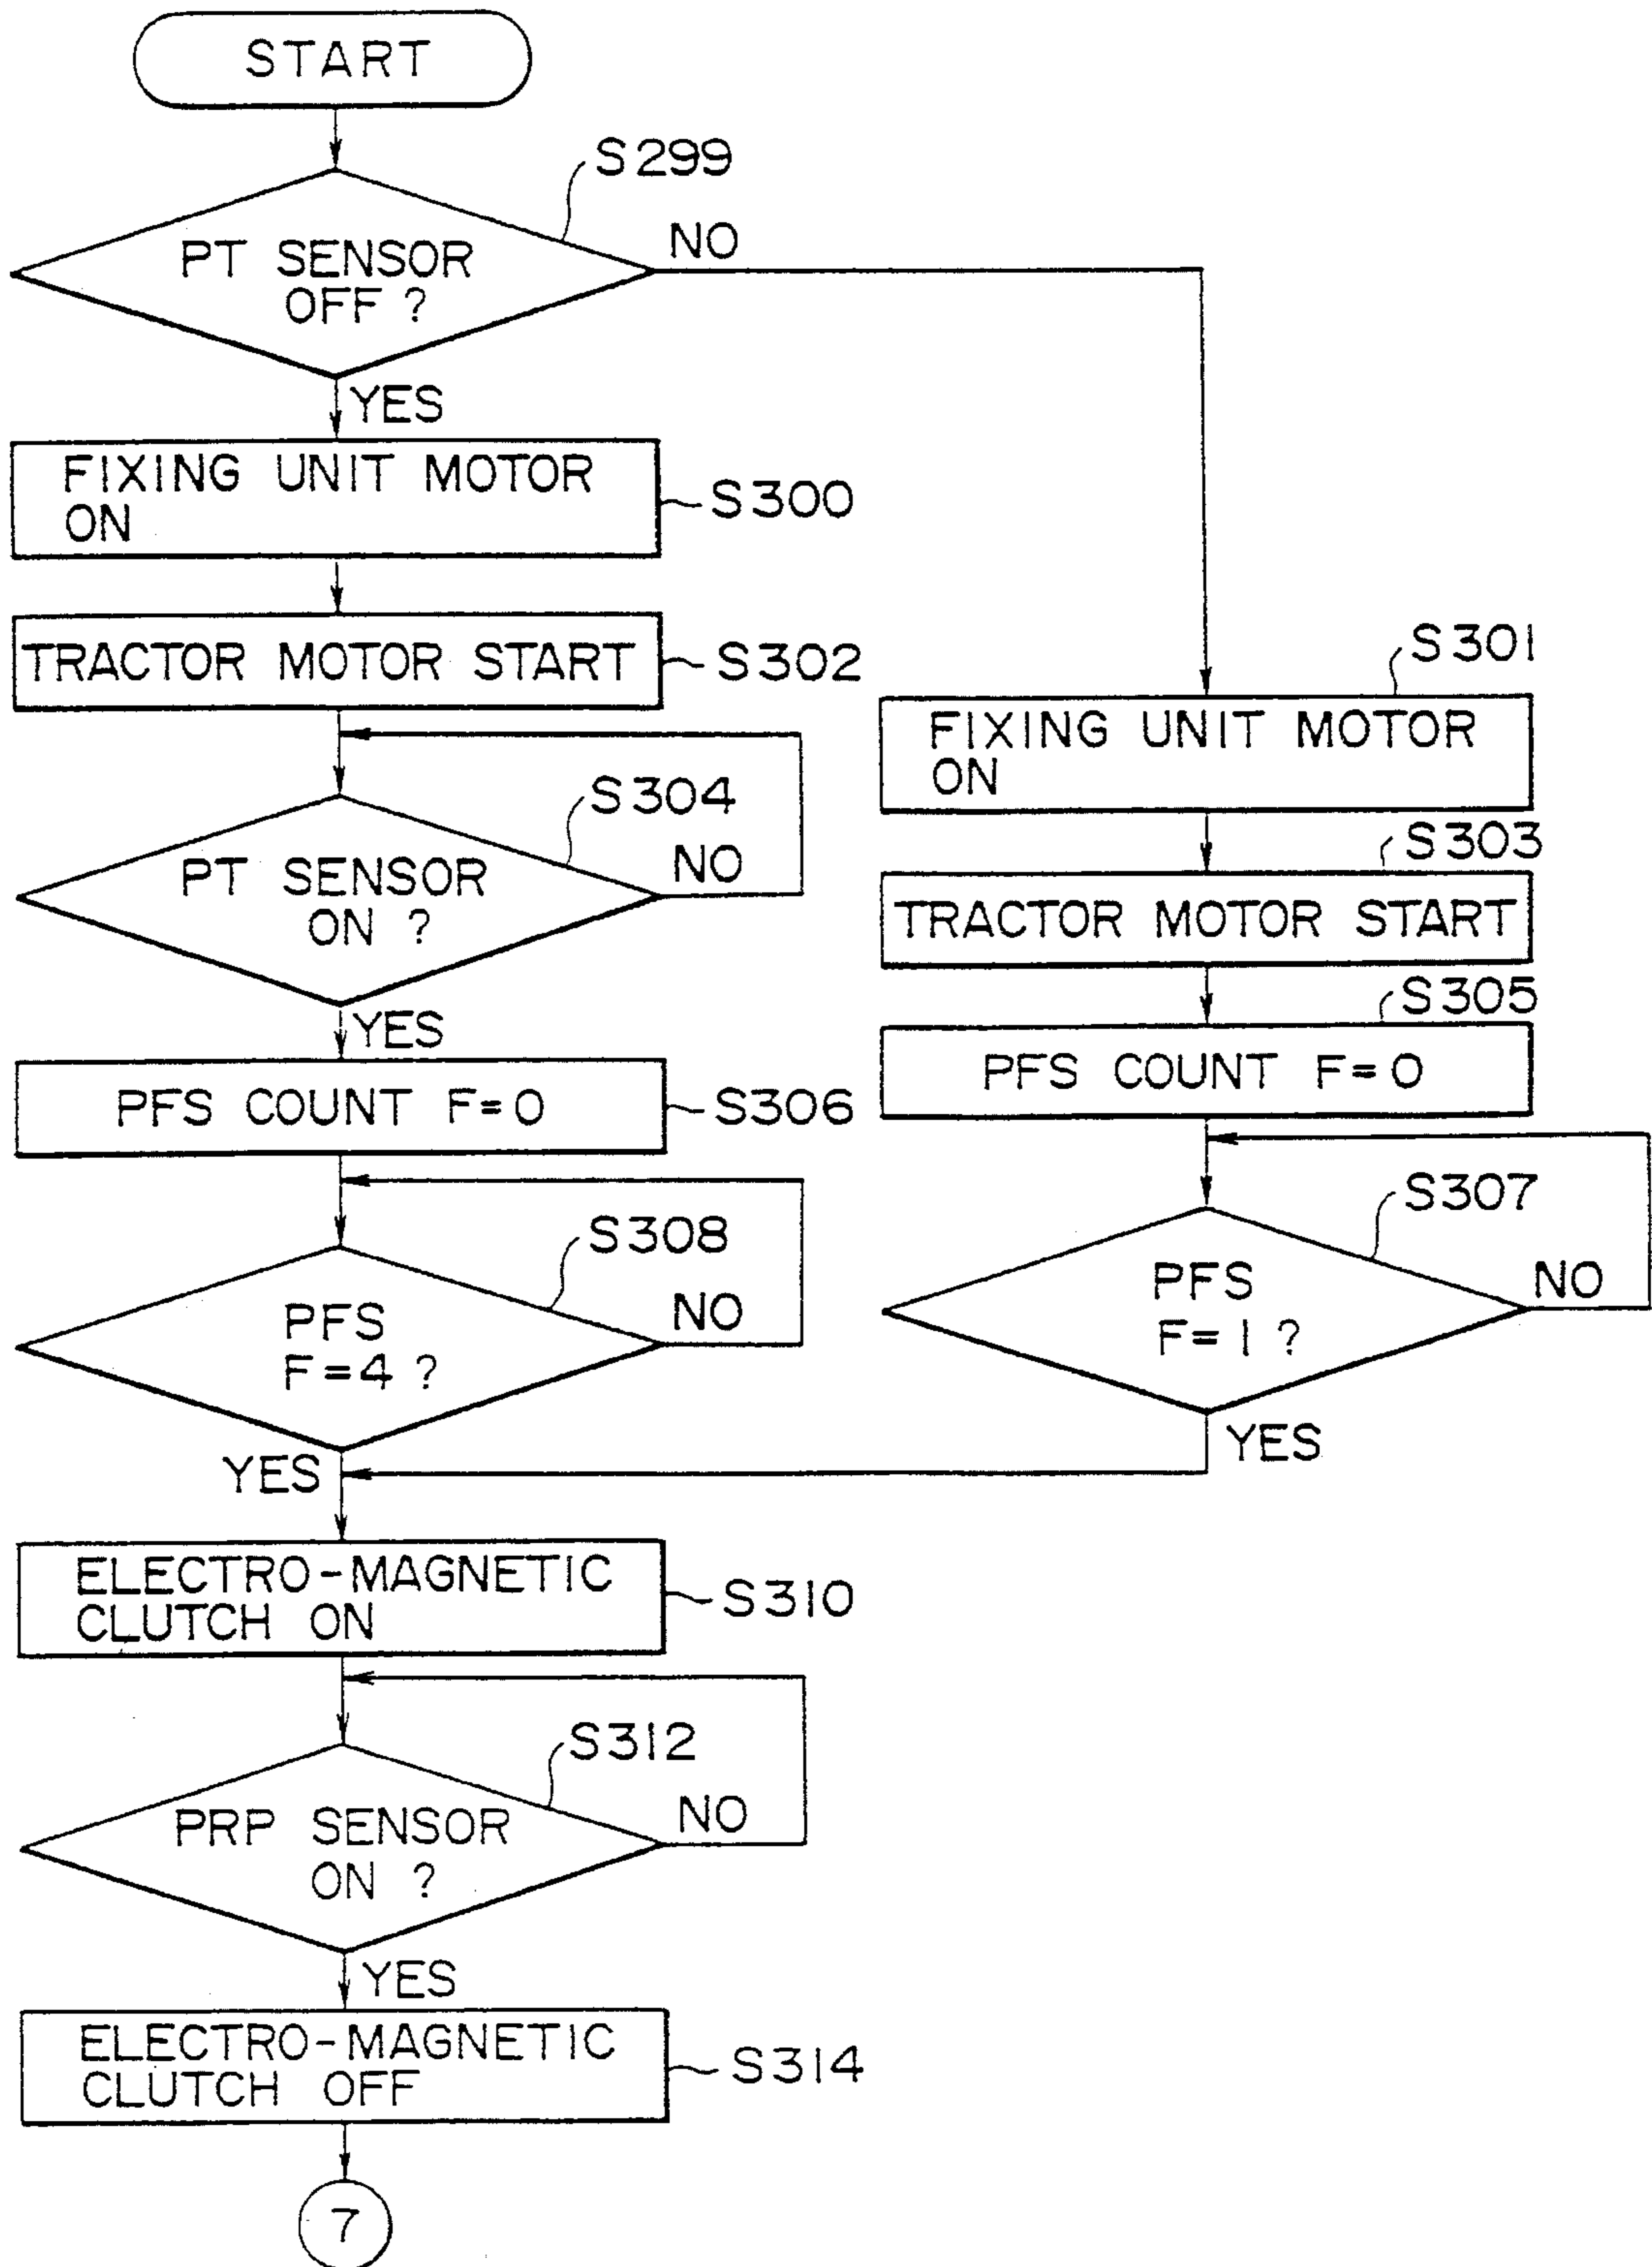 START
S299
PT SENSOR
OFF ?
NO
YES
FIXING UNIT MOTOR
ON
S300
TRACTOR MOTOR START
S302
S304
PT SENSOR
ON ?
NO
YES
PFS COUNT F=0
S306
S308
PFS
F=4 ?
NO
YES
S301
FIXING UNIT MOTOR
ON
S303
TRACTOR MOTOR START
S305
PFS COUNT F=0
S307
PFS
F=1 ?
NO
YES
ELECTRO-MAGNETIC
CLUTCH ON
S310
S312
PRP SENSOR
ON ?
NO
YES
ELECTRO-MAGNETIC
CLUTCH OFF
S314
7